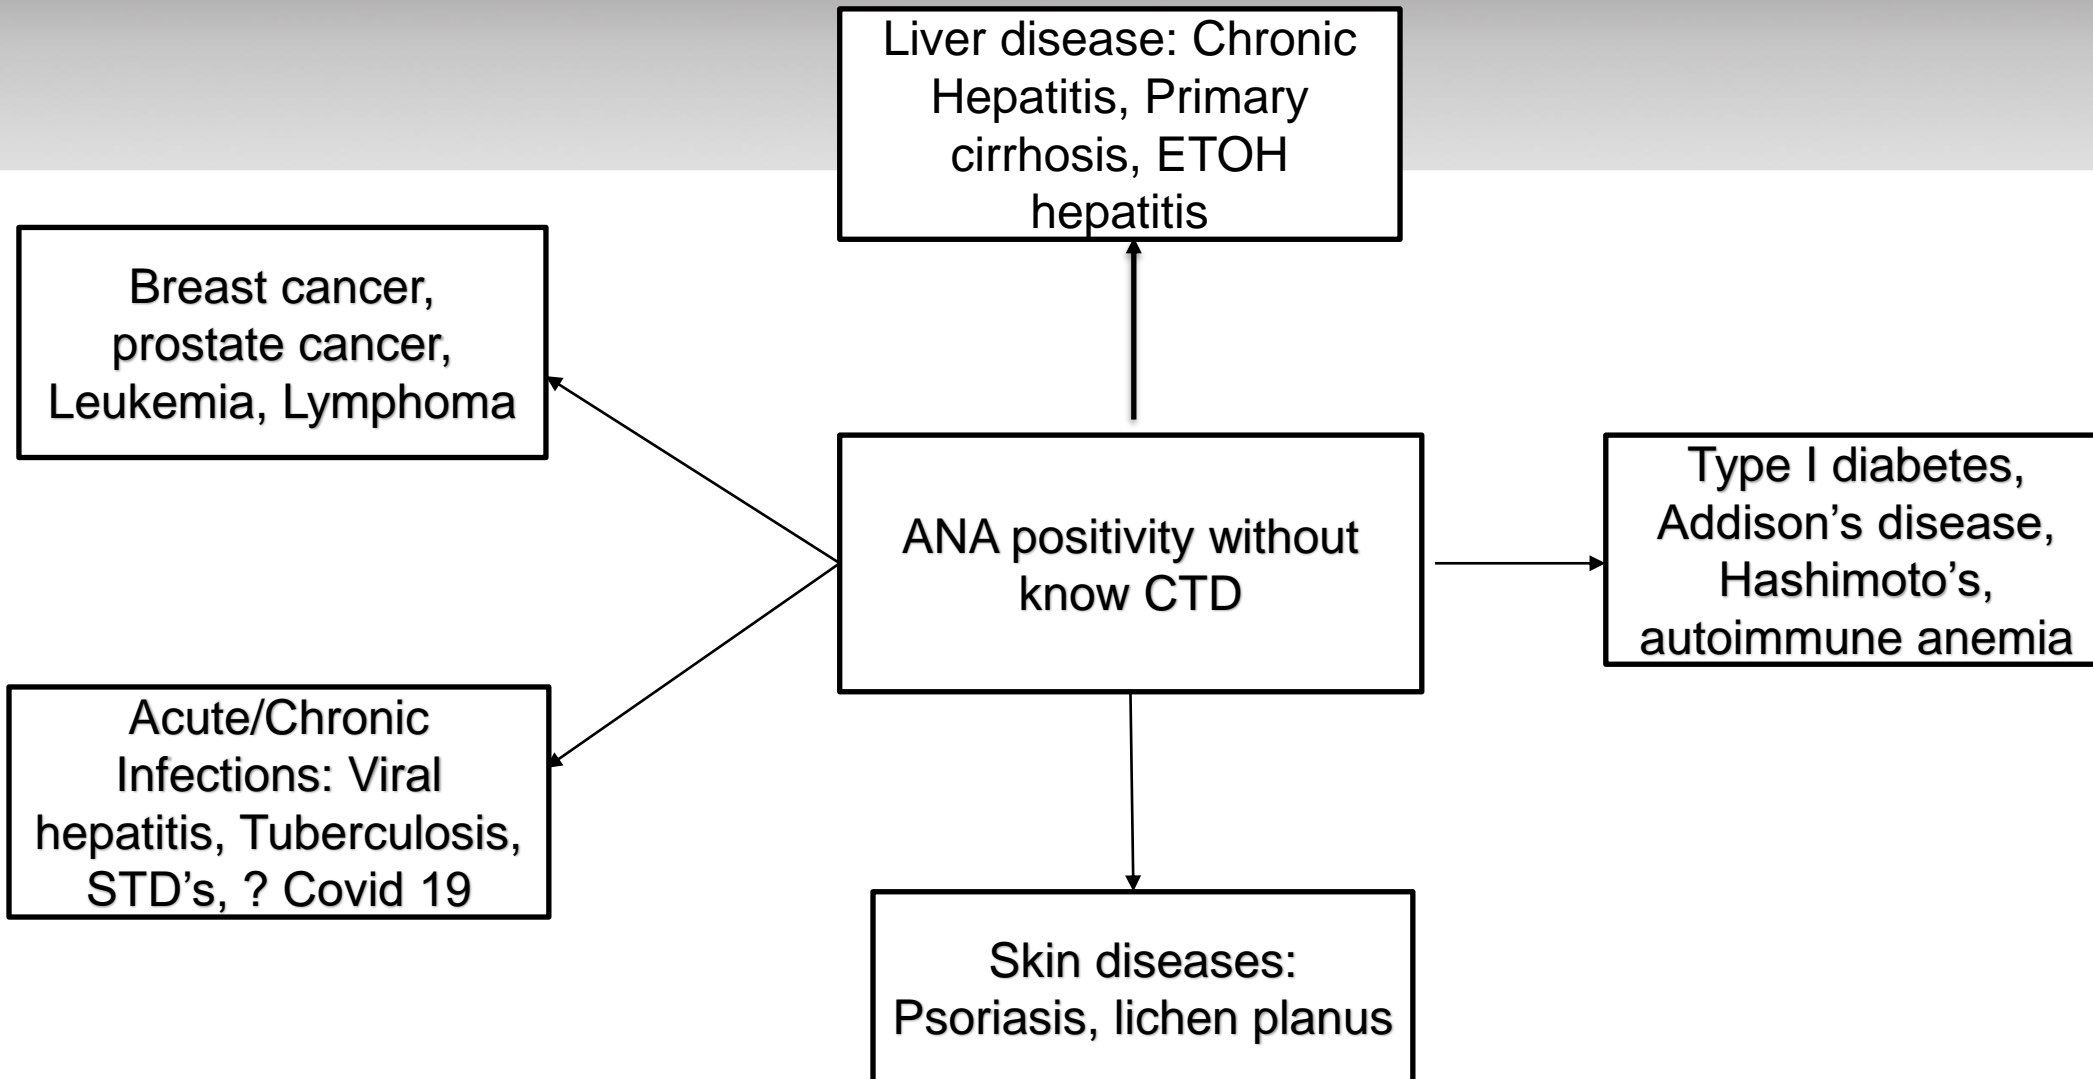 Liver disease: Chronic
Hepatitis, Primary
cirrhosis, ETOH
hepatitis
Breast cancer,
prostate cancer,
Leukemia, Lymphoma
ANA positivity without
know CTD
Type I diabetes,
Addison’s disease,
Hashimoto’s,
autoimmune anemia
Acute/Chronic
Infections: Viral
hepatitis, Tuberculosis,
STD’s, ? Covid 19
Skin diseases:
Psoriasis, lichen planus